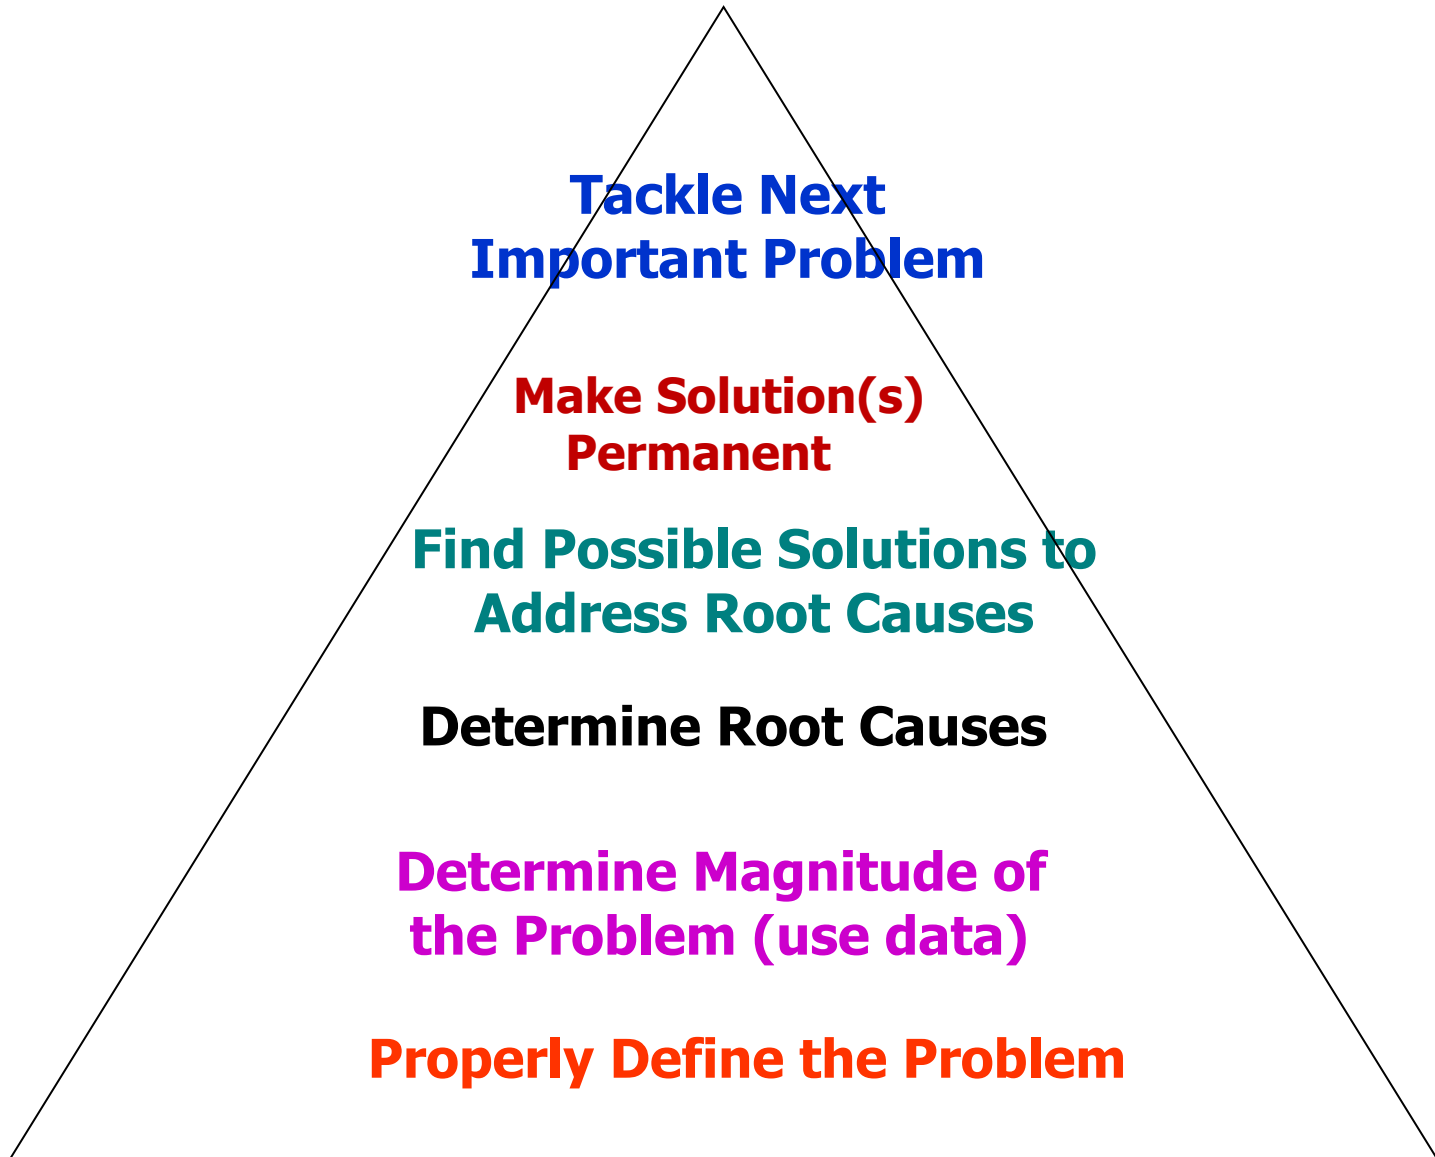 Tackle Next
Important Problem
Make Solution(s)
Permanent
Find Possible Solutions to
Address Root Causes
Determine Root Causes
Determine Magnitude of
the Problem (use data)
Properly Define the Problem